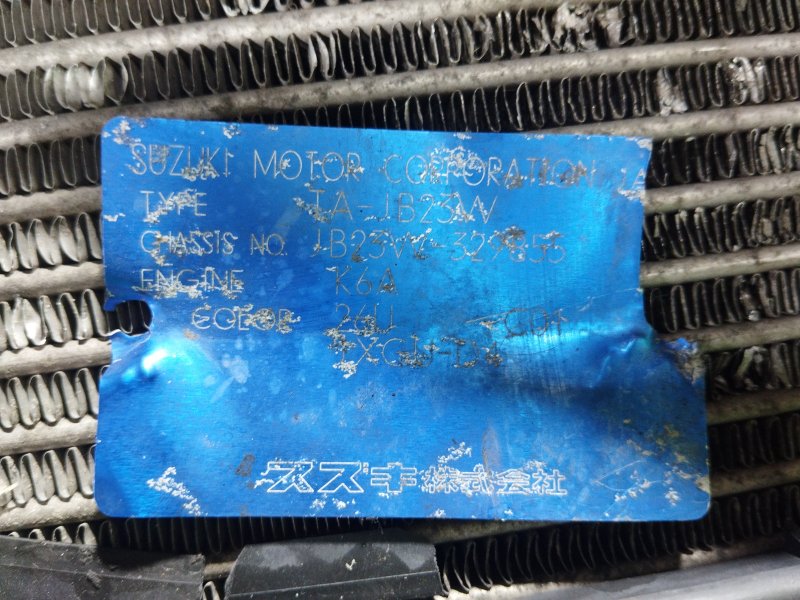 SUZUKI MOTOR CORPORATION
TYPE TA-JB23W
CHASSIS NO. JB23W-329855
ENGINE K6A
COLOR 26U
スズキ株式会社